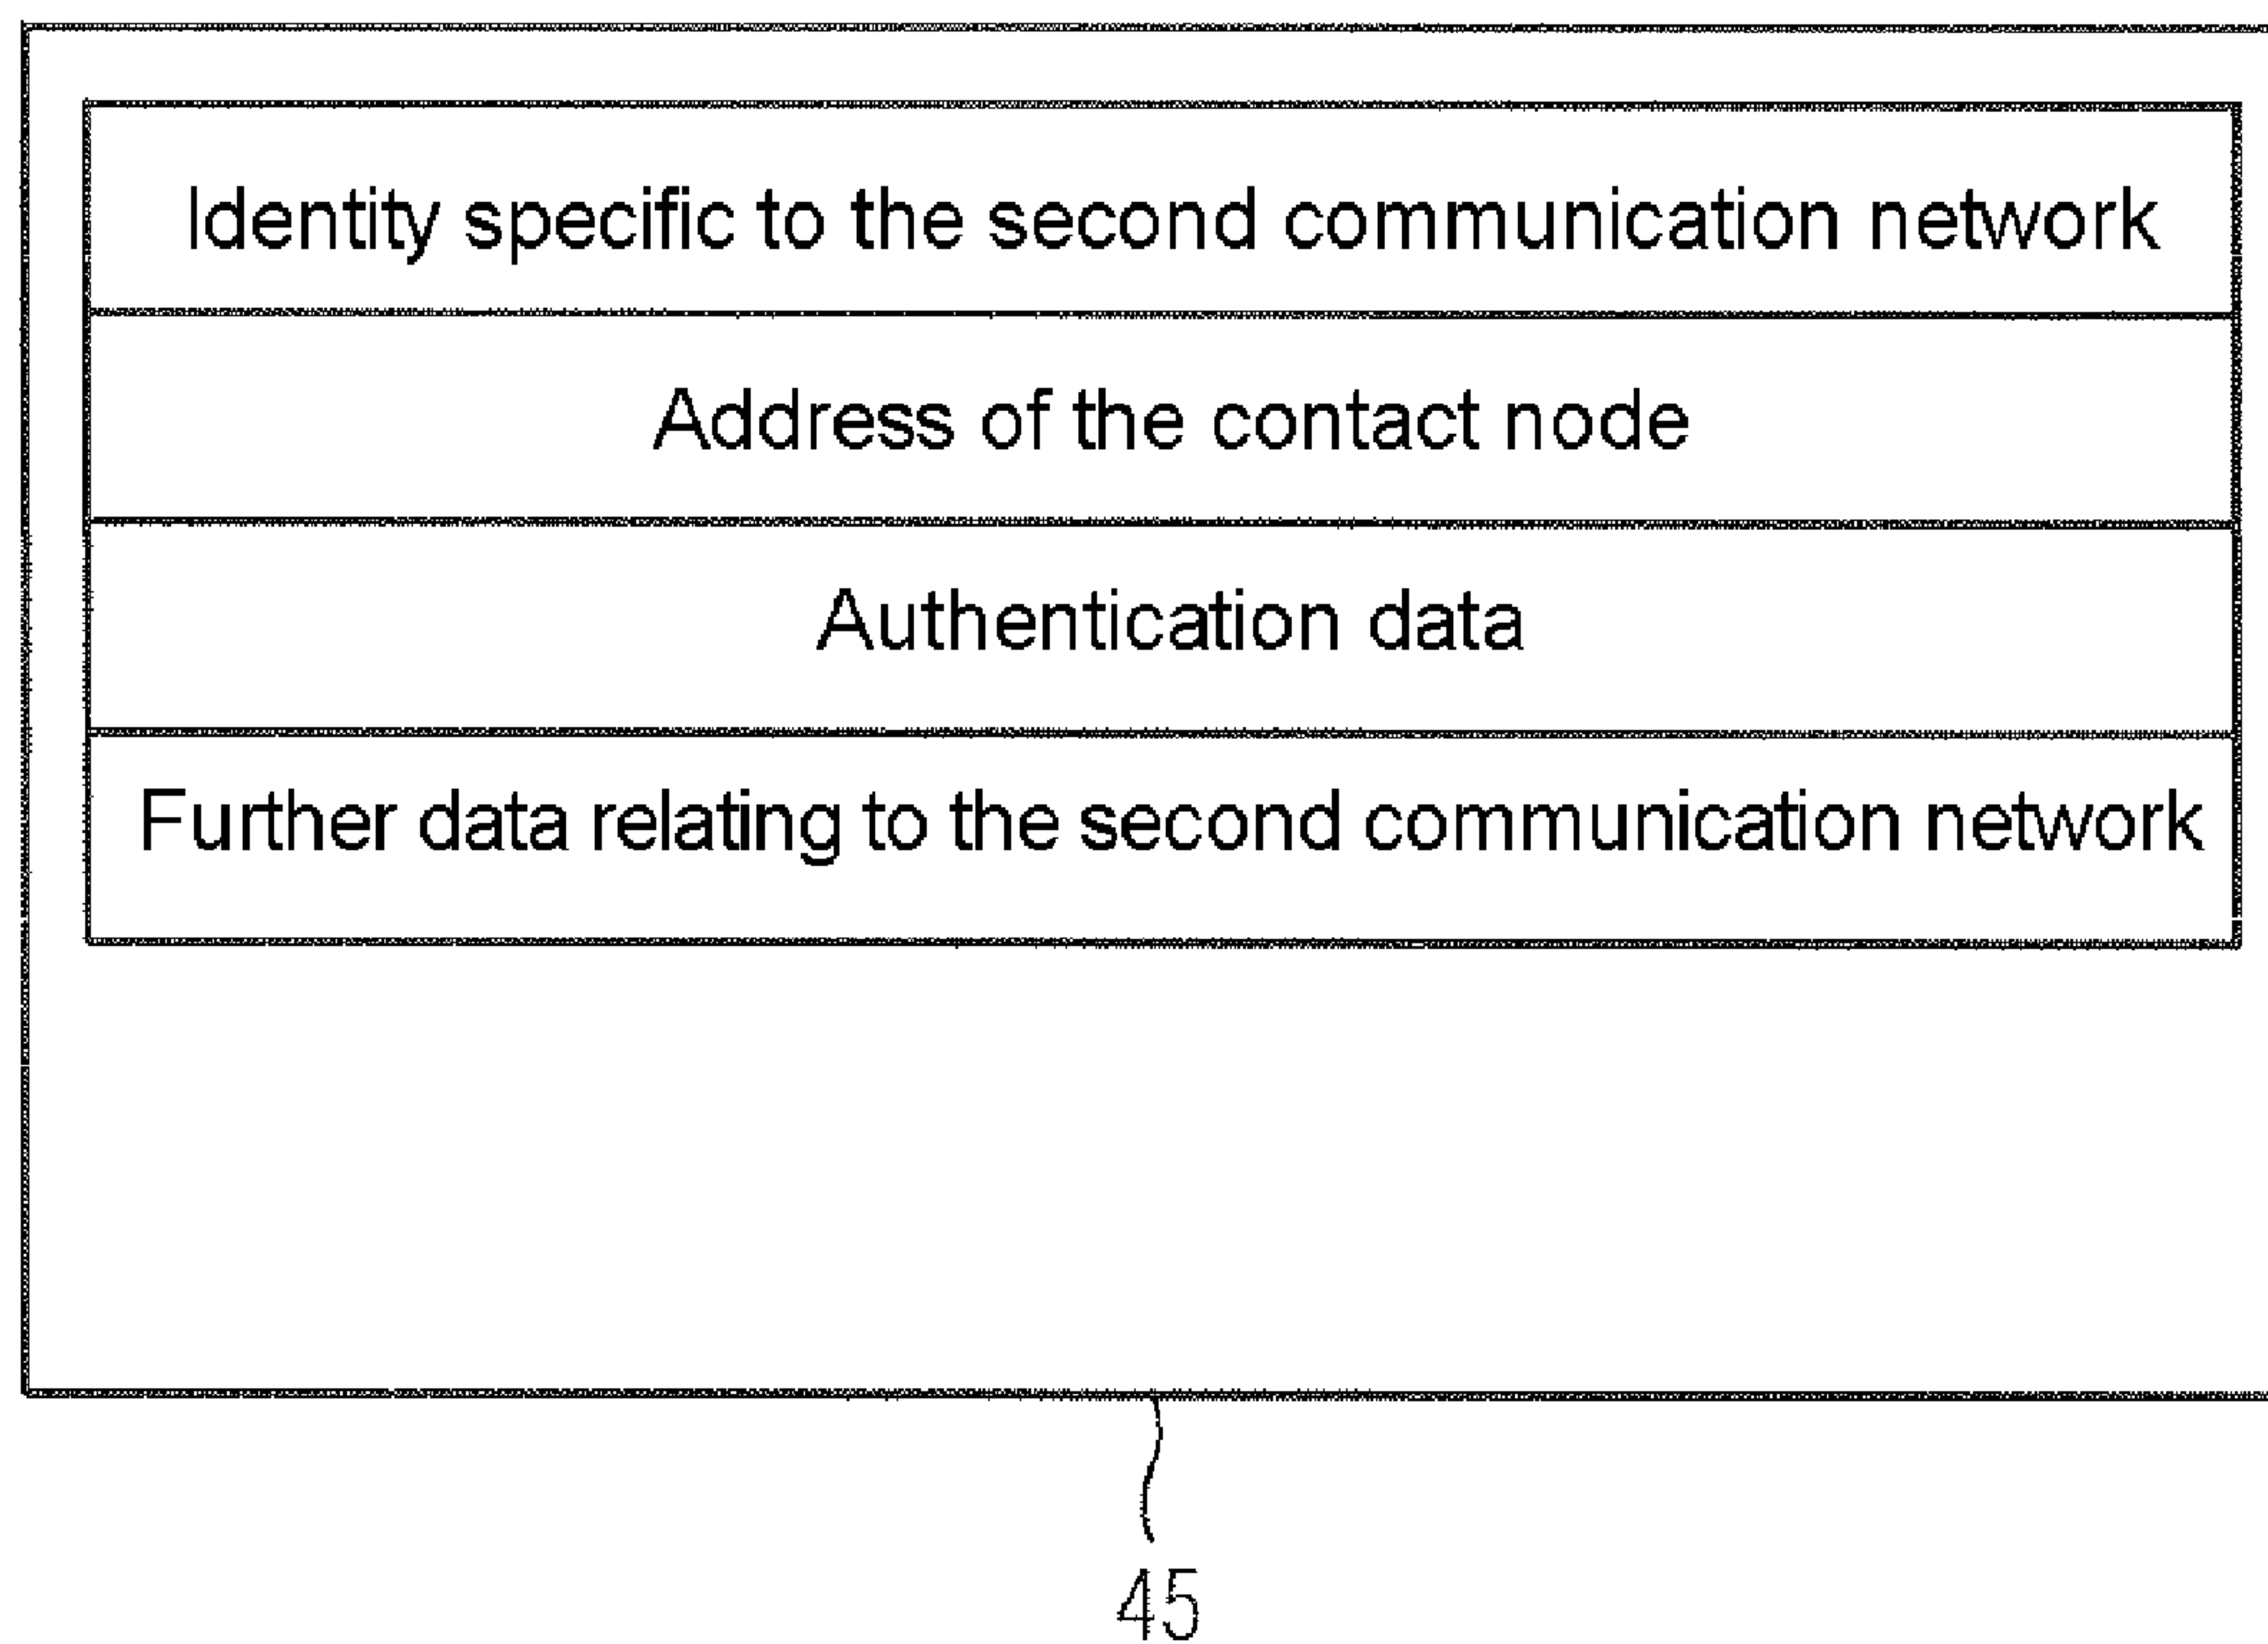 Identity specific to the second communication network
Address of the contact node
Authentication data
Further data relating to the second communication network
45